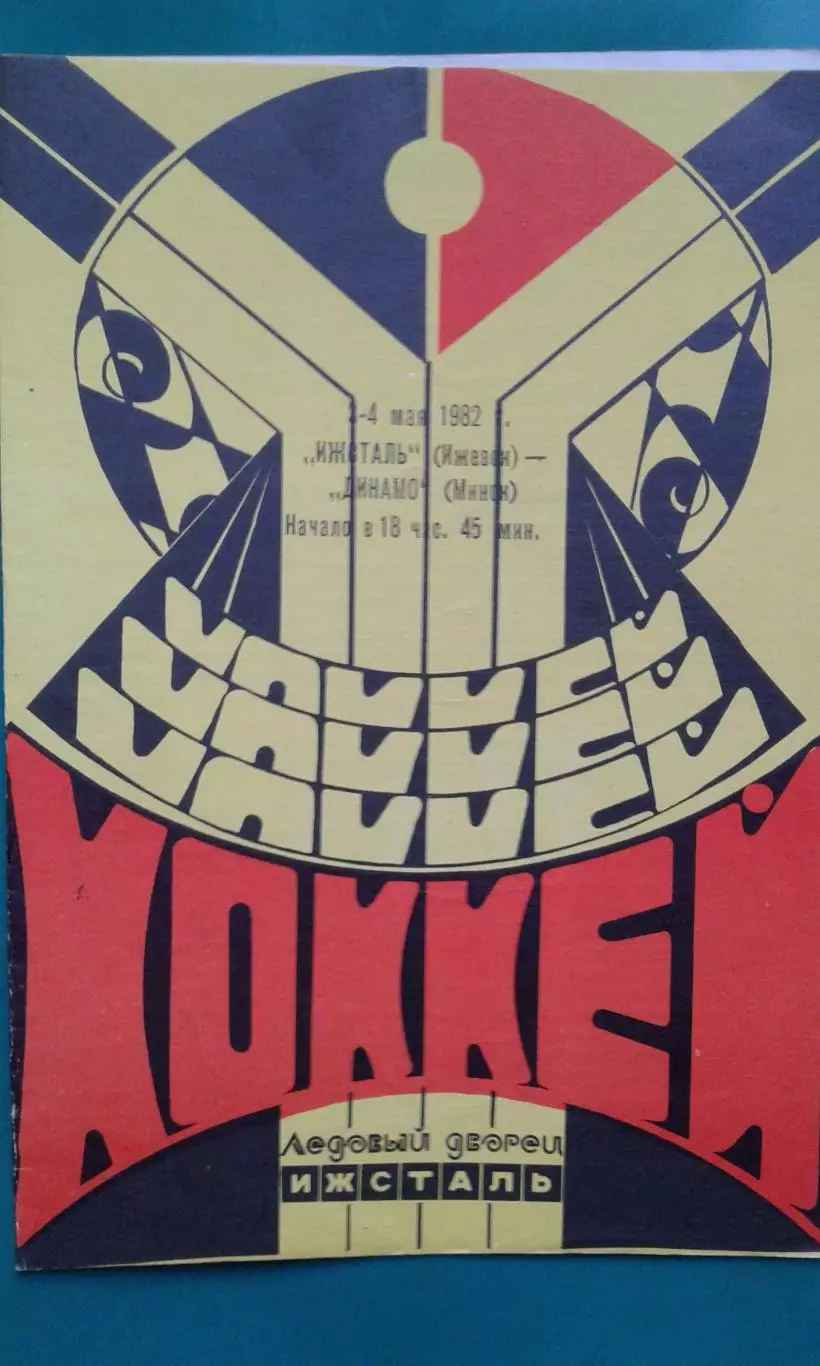 3-4 мая 1982 г.
„ИЖСТАЛЬ“ (Ижевск) —
„ДИНАМО“ (Минск)
Начало в 18 час. 45 мин.
ХОККЕЙ
ХОККЕЙ
ХОККЕЙ
ХОККЕЙ
Ледовый дворец
ИЖСТАЛЬ